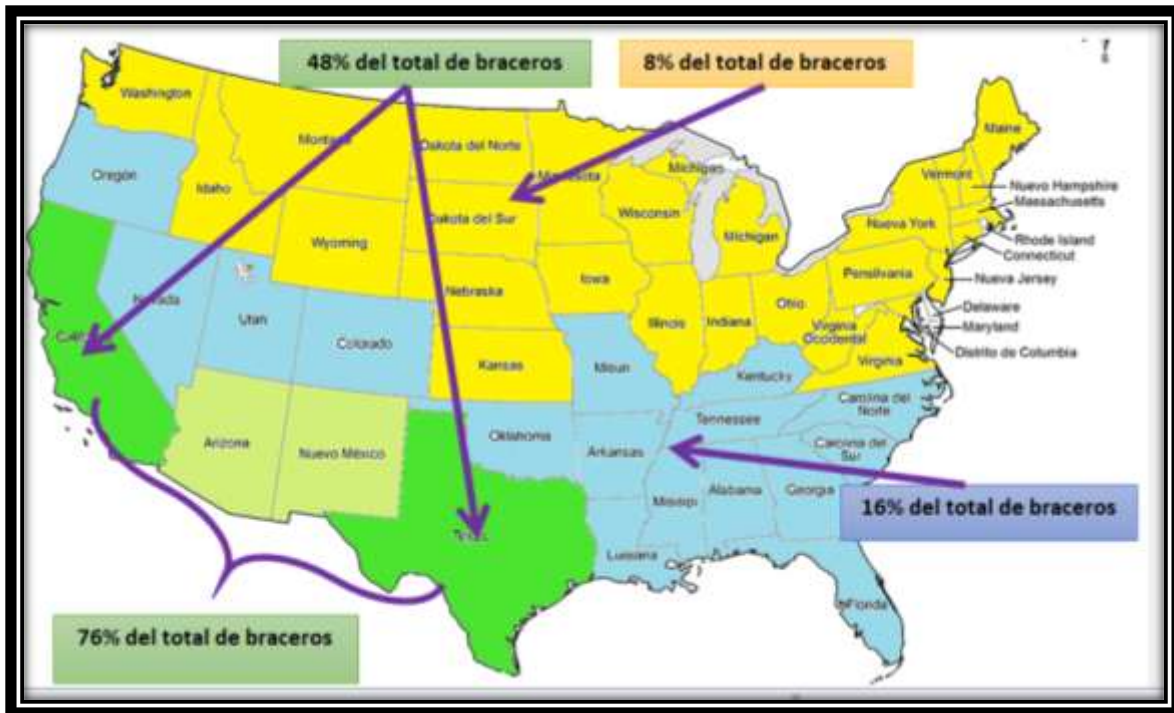 48% del total de braceros
8% del total de braceros
Washington
Montana
Dakota del Norte
Michigan
Maine
Oregón
Idaho
Vermont
Nuevo Hampshire
Massachusetts
Wisconsin
Dakota del Sur
Michigan
Nueva York
Wyoming
Rhode Island
Connecticut
Iowa
Pensilvania
Nueva Jersey
Nebraska
Ohio
Nevada
Utah
Illinois
Indiana
Delaware
Maryland
Virginia
Occidental
Colorado
Distrito de Columbia
Kansas
Virginia
Misuri
Kentucky
Carolina del
Norte
Tennessee
Oklahoma
Arizona
Nuevo México
Arkansas
Carolina del
Sur
Misisipi
Alabama
Georgia
16% del total de braceros
Luisiana
Florida
76% del total de braceros